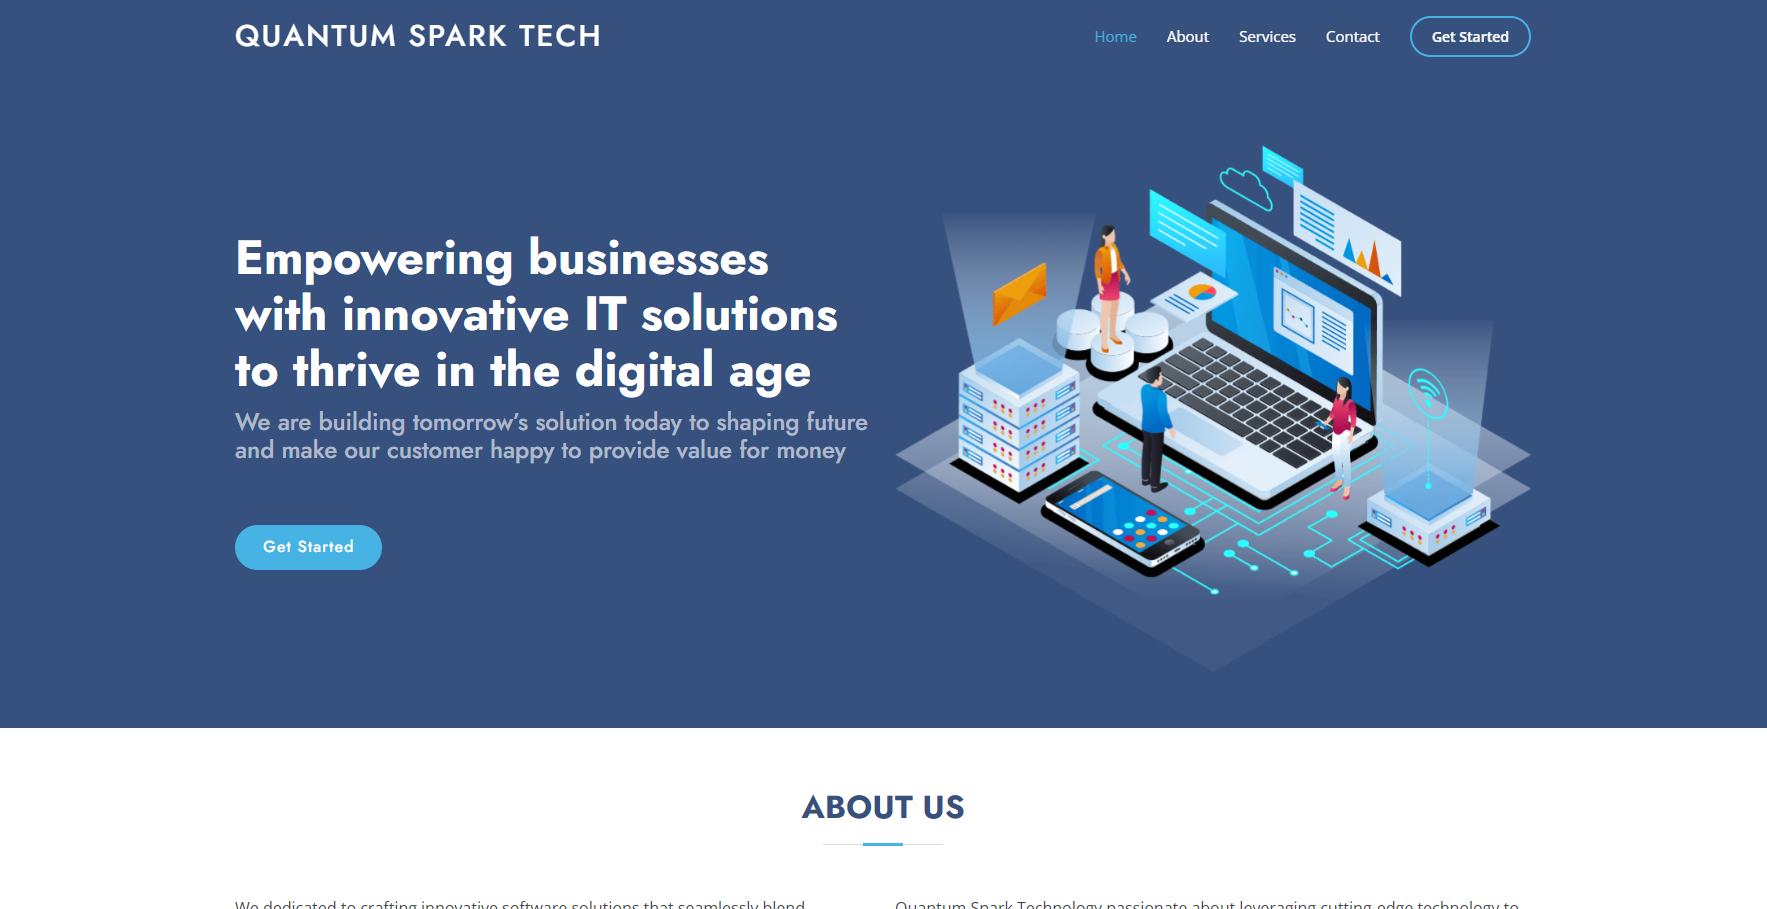 QUANTUM SPARK TECH
Home About Services Contact Get Started
Empowering businesses
with innovative IT solutions
to thrive in the digital age
We are building tomorrow's solution today to shaping future
and make our customer happy to provide value for money
Get Started
ABOUT US
We dedicated to crafting innovative software solutions that seamlessly blend
Quantum Spark Technology passionate about leveraging cutting-edge technology to